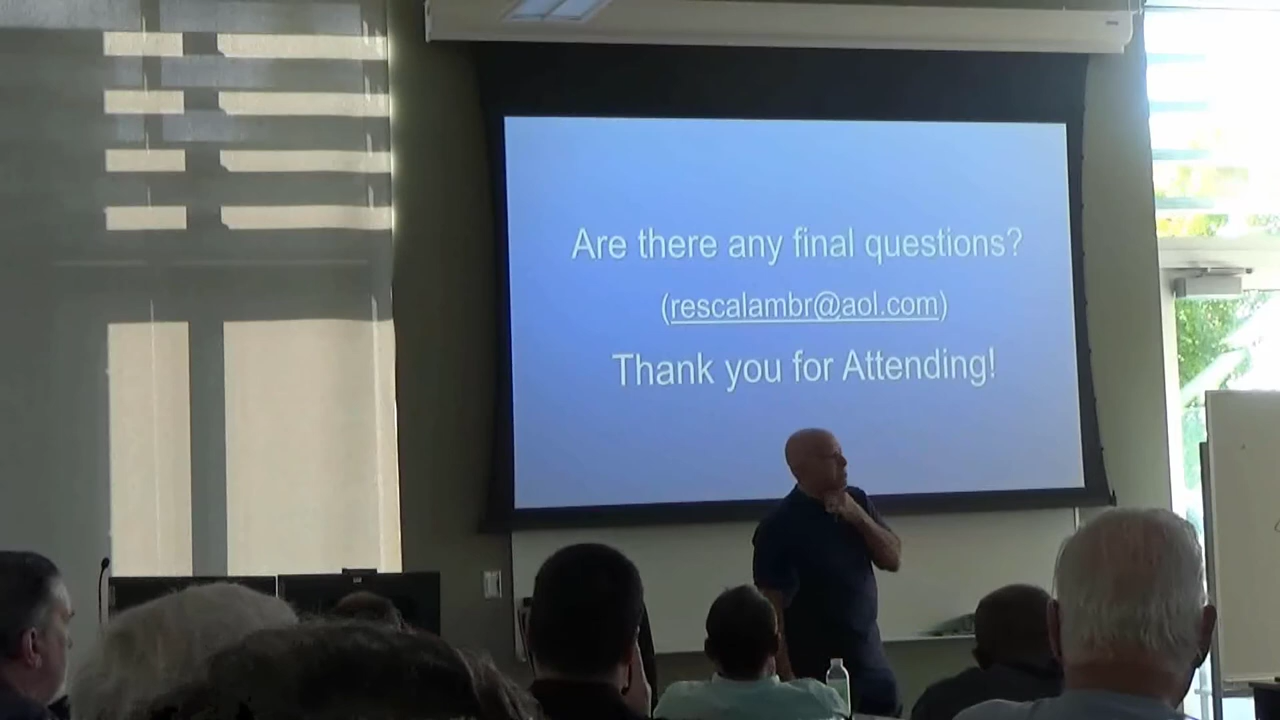 Are there any final questions?
(rescalambr@aol.com)
Thank you for Attending!